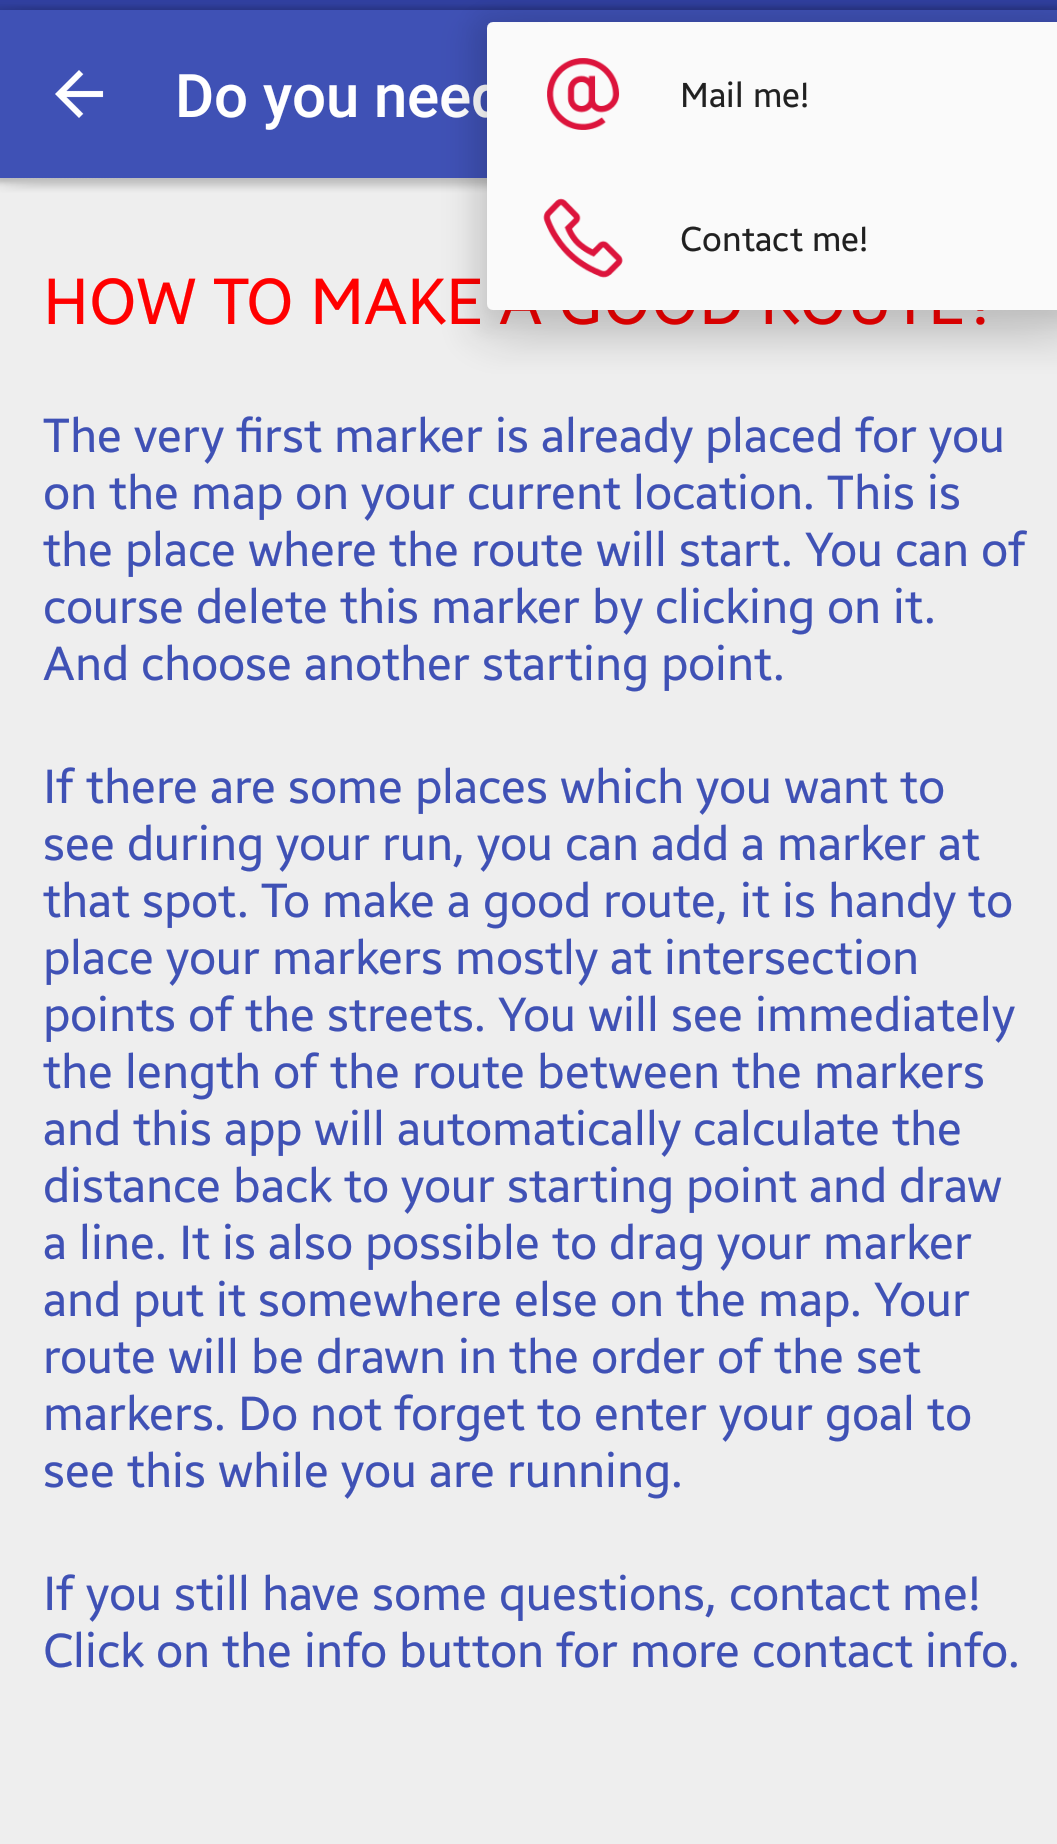 Do you need
Mail me!
Contact me!
HOW TO MAKE A GOOD ROUTE?
The very first marker is already placed for you
on the map on your current location. This is
the place where the route will start. You can of
course delete this marker by clicking on it.
And choose another starting point.
If there are some places which you want to
see during your run, you can add a marker at
that spot. To make a good route, it is handy to
place your markers mostly at intersection
points of the streets. You will see immediately
the length of the route between the markers
and this app will automatically calculate the
distance back to your starting point and draw
a line. It is also possible to drag your marker
and put it somewhere else on the map. Your
route will be drawn in the order of the set
markers. Do not forget to enter your goal to
see this while you are running.
If you still have some questions, contact me!
Click on the info button for more contact info.